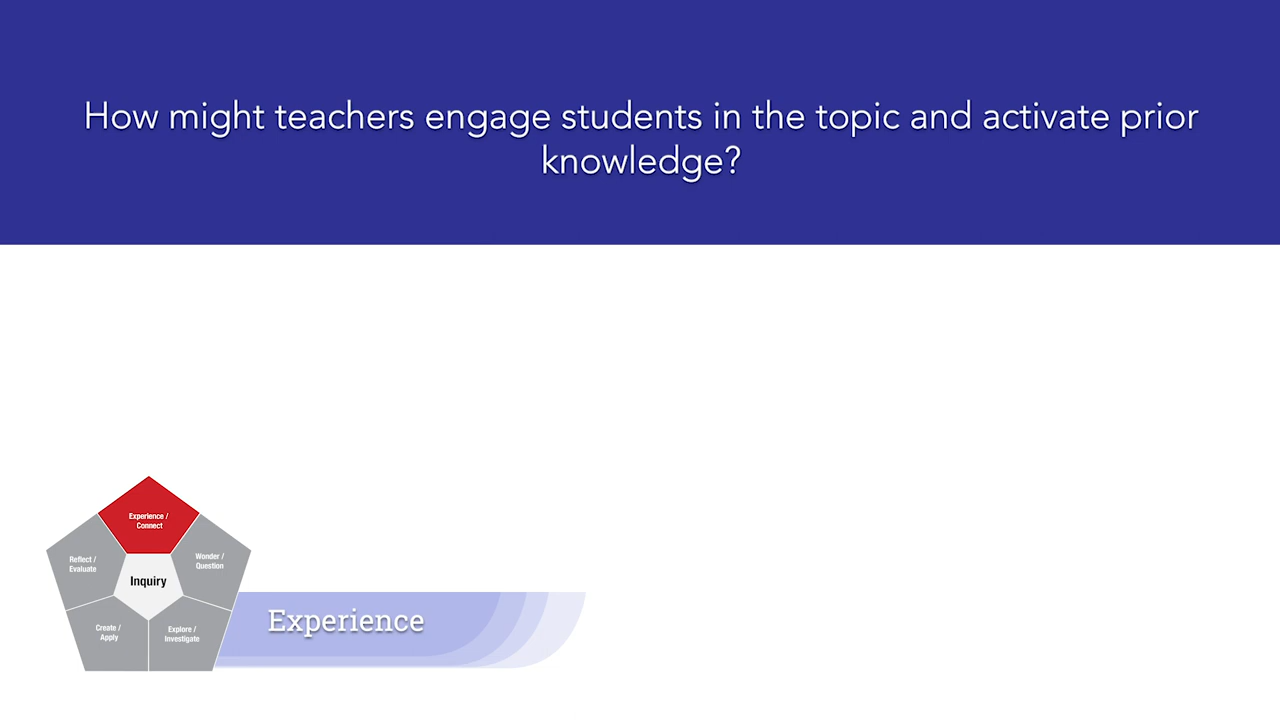 How might teachers engage students in the topic and activate prior
knowledge?
Experience /
Connect
Reflect /
Evaluate
Wonder /
Question
Inquiry
Create /
Apply
Explore /
Investigate
Experience